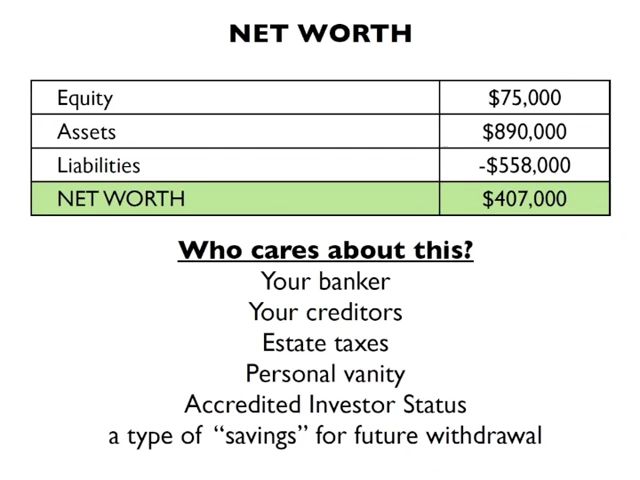 NET WORTH
Equity $75,000
Assets $890,000
Liabilities -$558,000
NET WORTH $407,000
Who cares about this?
Your banker
Your creditors
Estate taxes
Personal vanity
Accredited Investor Status
a type of “savings” for future withdrawal